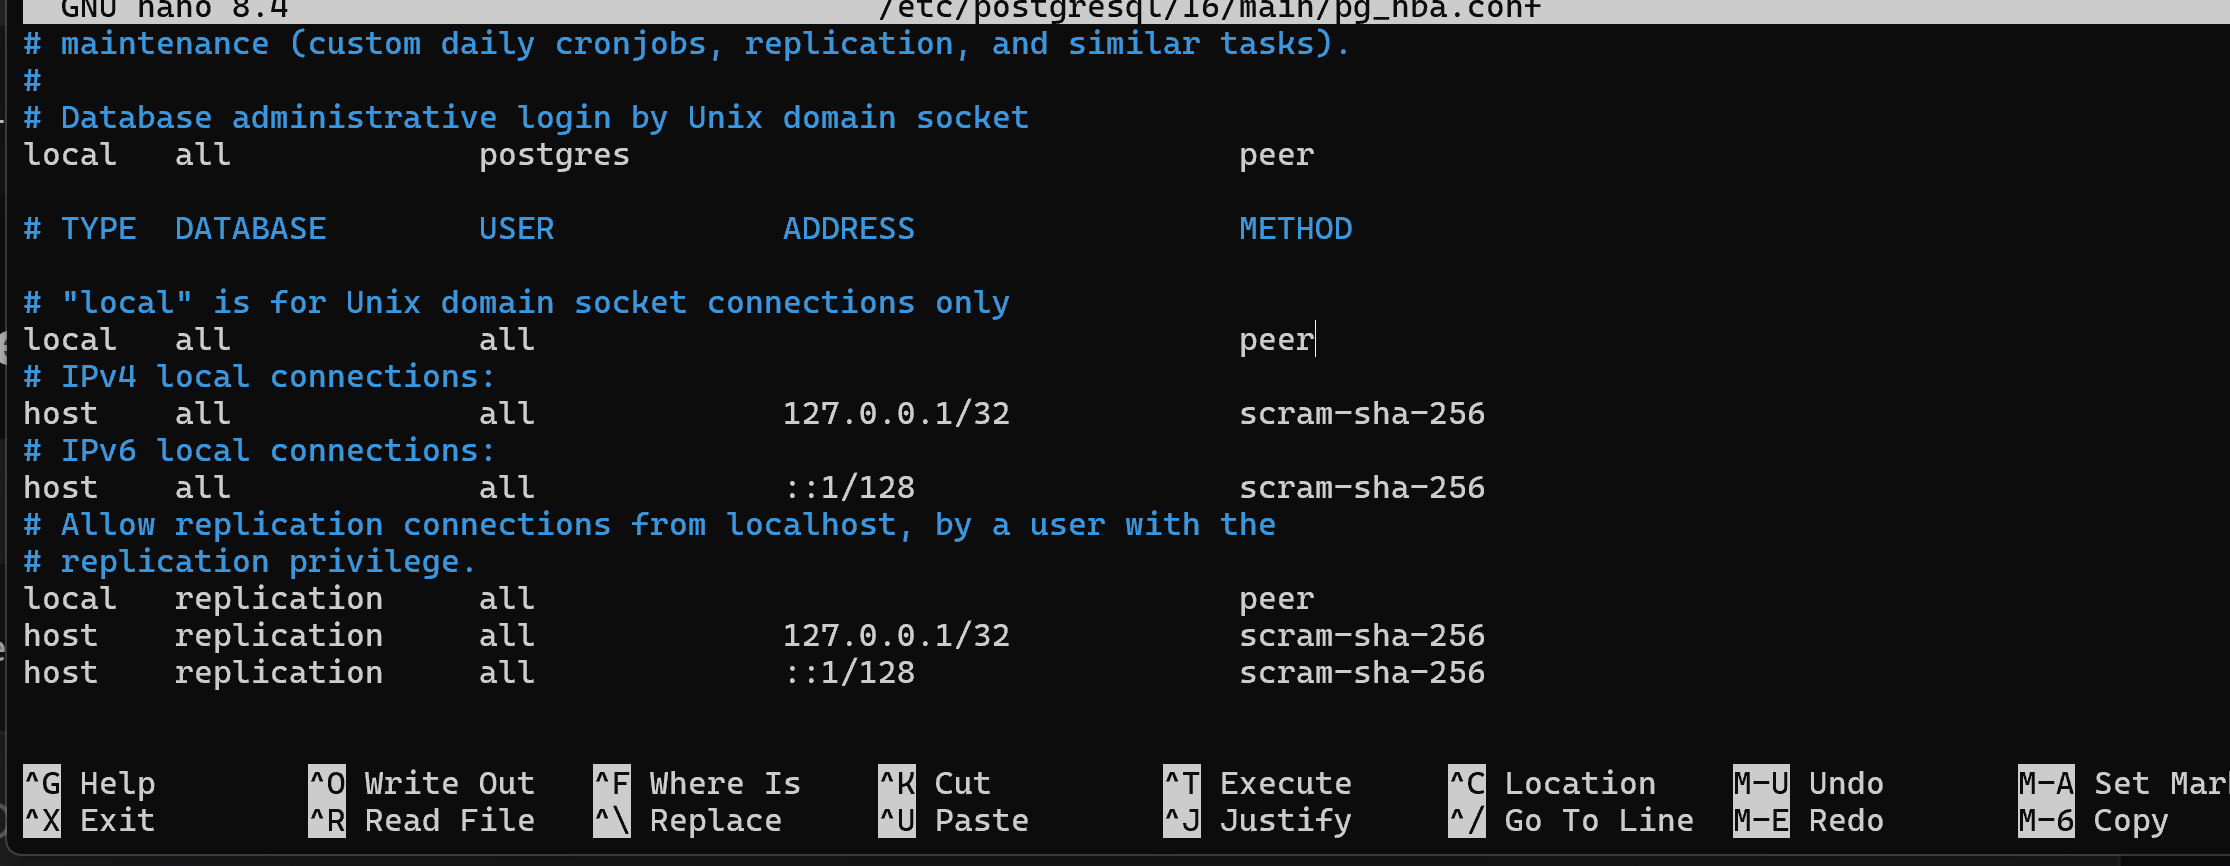 GNU nano 8.4 /etc/postgresql/16/main/pg_hba.conf
# maintenance (custom daily cronjobs, replication, and similar tasks).
#
# Database administrative login by Unix domain socket
local   all             postgres                                peer
# TYPE  DATABASE        USER            ADDRESS                 METHOD
# "local" is for Unix domain socket connections only
local   all             all                                     peer
# IPv4 local connections:
host    all             all             127.0.0.1/32            scram-sha-256
# IPv6 local connections:
host    all             all             ::1/128                 scram-sha-256
# Allow replication connections from localhost, by a user with the
# replication privilege.
local   replication     all                                     peer
host    replication     all             127.0.0.1/32            scram-sha-256
host    replication     all             ::1/128                 scram-sha-256
^G Help ^O Write Out ^F Where Is ^K Cut ^T Execute ^C Location M-U Undo M-A Set Mark
^X Exit ^R Read File ^\ Replace ^U Paste ^J Justify ^/ Go To Line M-E Redo M-6 Copy